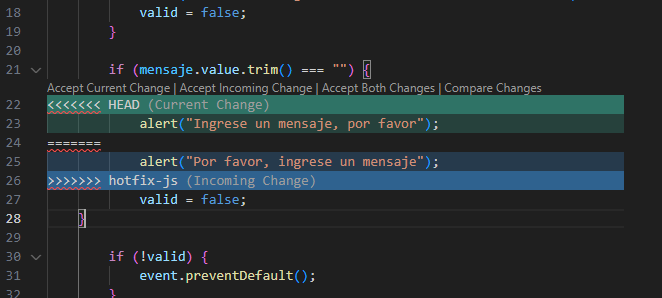 18 valid = false;
19 }
20
21 if (mensaje.value.trim() === "") {
Accept Current Change | Accept Incoming Change | Accept Both Changes | Compare Changes
22 <<<<<<< HEAD (Current Change)
23 alert("Ingrese un mensaje, por favor");
24 =======
25 alert("Por favor, ingrese un mensaje");
26 >>>>>>> hotfix-js (Incoming Change)
27 valid = false;
28 }
29
30 if (!valid) {
31 event.preventDefault();
32 }